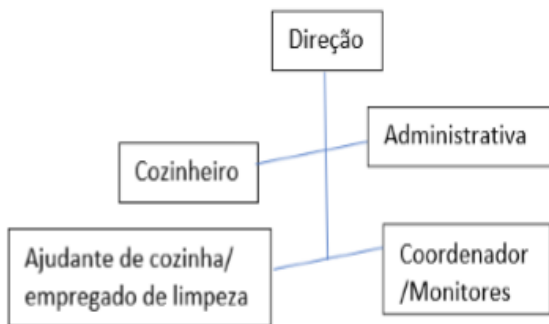 Direção
Administrativa
Cozinheiro
Ajudante de cozinha/
empregado de limpeza
Coordenador
/Monitores